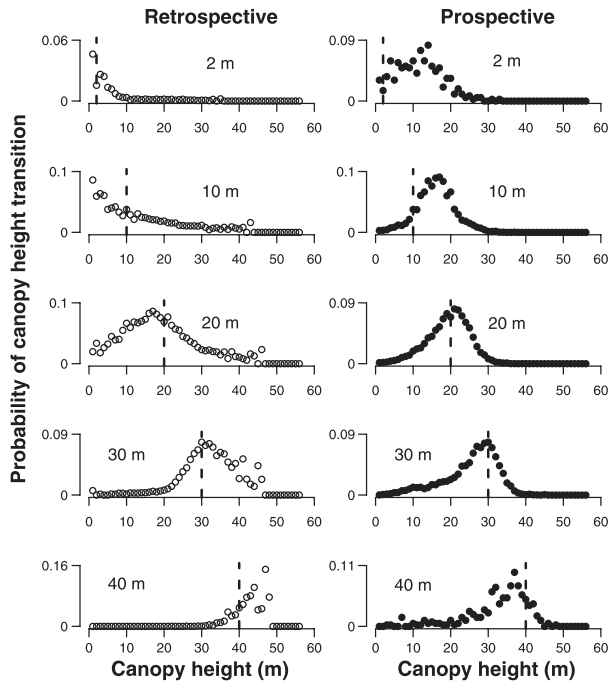 Retrospective Prospective
0.06 0.09
2 m 2 m
0 0
0 10 20 30 40 50 60 0 10 20 30 40 50 60
0.1 0.1
10 m 10 m
0 0
0 10 20 30 40 50 60 0 10 20 30 40 50 60
0.1 0.09
20 m 20 m
0 0
0 10 20 30 40 50 60 0 10 20 30 40 50 60
0.09 0.09
30 m 30 m
0 0
0 10 20 30 40 50 60 0 10 20 30 40 50 60
0.16 0.11
40 m 40 m
0 0
0 10 20 30 40 50 60 0 10 20 30 40 50 60
Canopy height (m) Canopy height (m)
Probability of canopy height transition